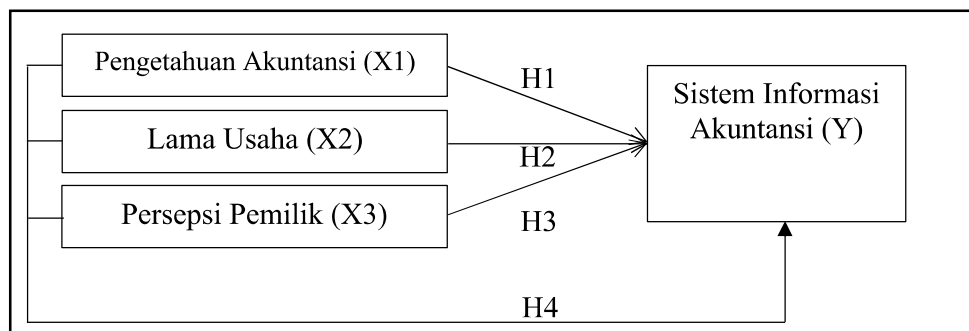 Pengetahuan Akuntansi (X1)
Lama Usaha (X2)
Persepsi Pemilik (X3)
H1
H2
H3
H4
Sistem Informasi
Akuntansi (Y)